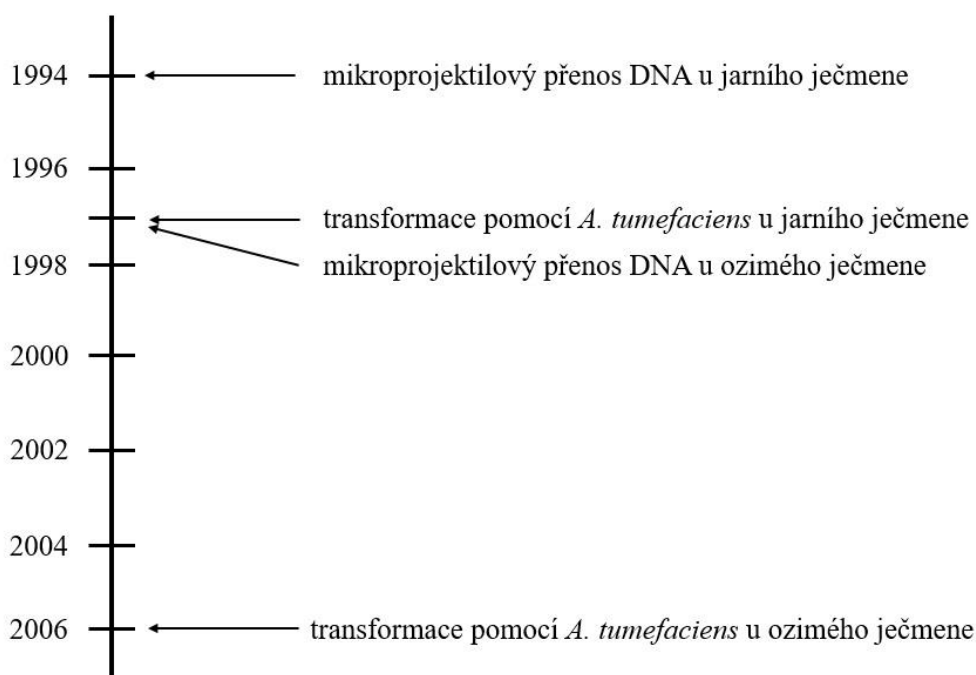 1994 mikroprojektilový přenos DNA u jarního ječmene
1996
transformace pomocí A. tumefaciens u jarního ječmene
1998 mikroprojektilový přenos DNA u ozimého ječmene
2000
2002
2004
2006 transformace pomocí A. tumefaciens u ozimého ječmene